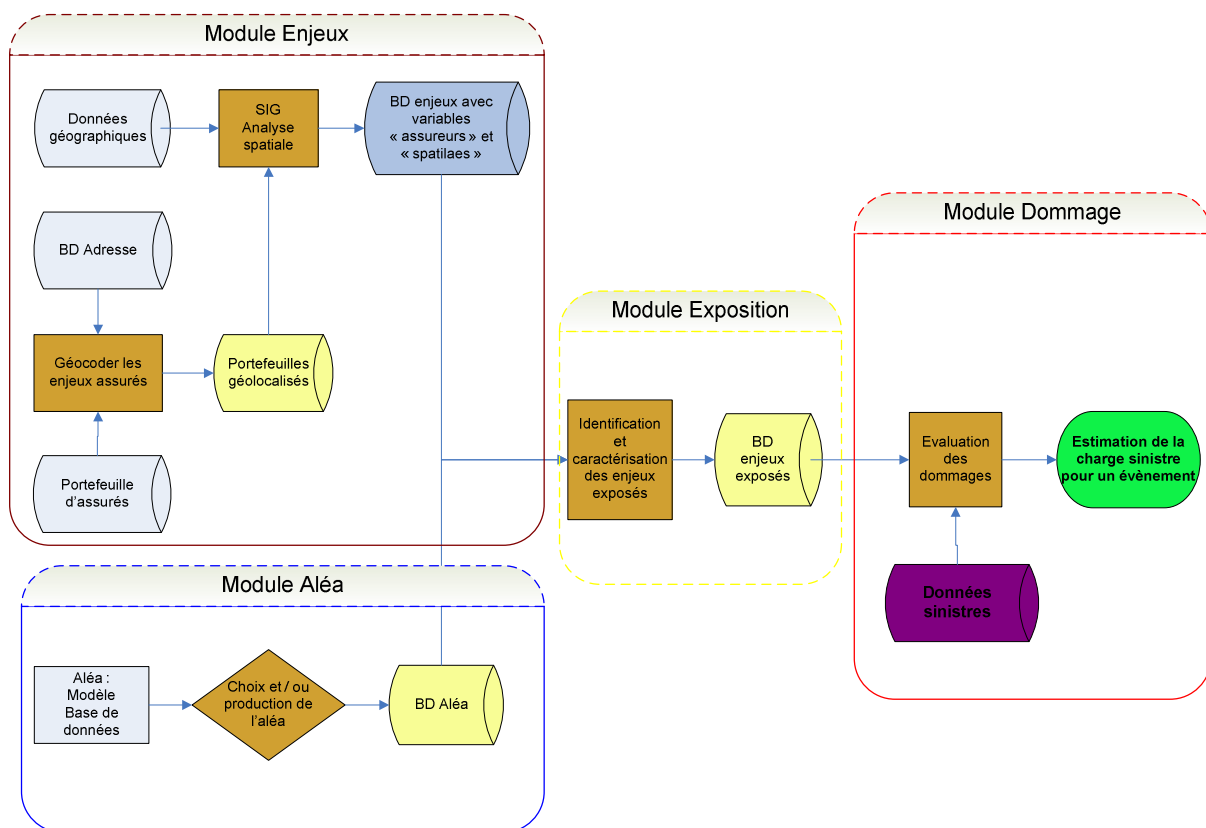 Module Enjeux
Données
géographiques
SIG
Analyse
spatiale
BD enjeux avec
variables
« assureurs » et
« spatilaes »
BD Adresse
Géocoder les
enjeux assurés
Portefeuilles
géolocalisés
Portefeuille
d’assurés
Module Aléa
Aléa :
Modèle
Base de
données
Choix et / ou
production de
l’aléa
BD Aléa
Module Exposition
Identification
et
caractérisation
des enjeux
exposés
BD
enjeux
exposés
Module Dommage
Evaluation
des
dommages
Estimation de la
charge sinistre
pour un évènement
Données
sinistres